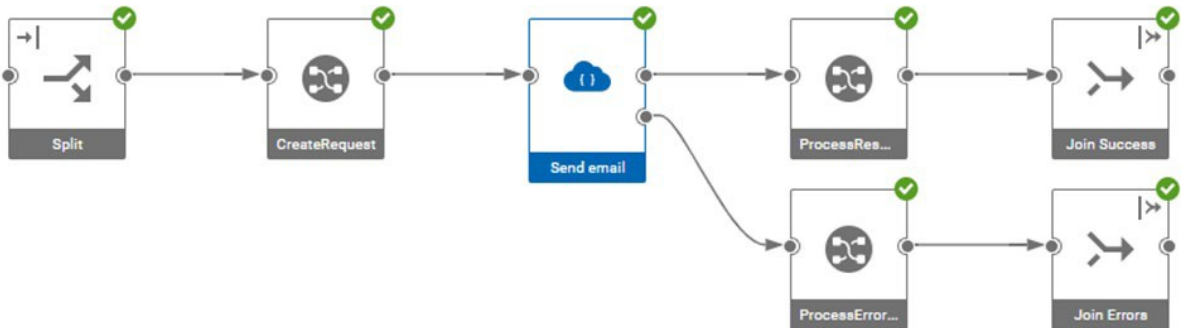 Split
CreateRequest
{ }
Send email
ProcessRes...
Join Success
ProcessError...
Join Errors